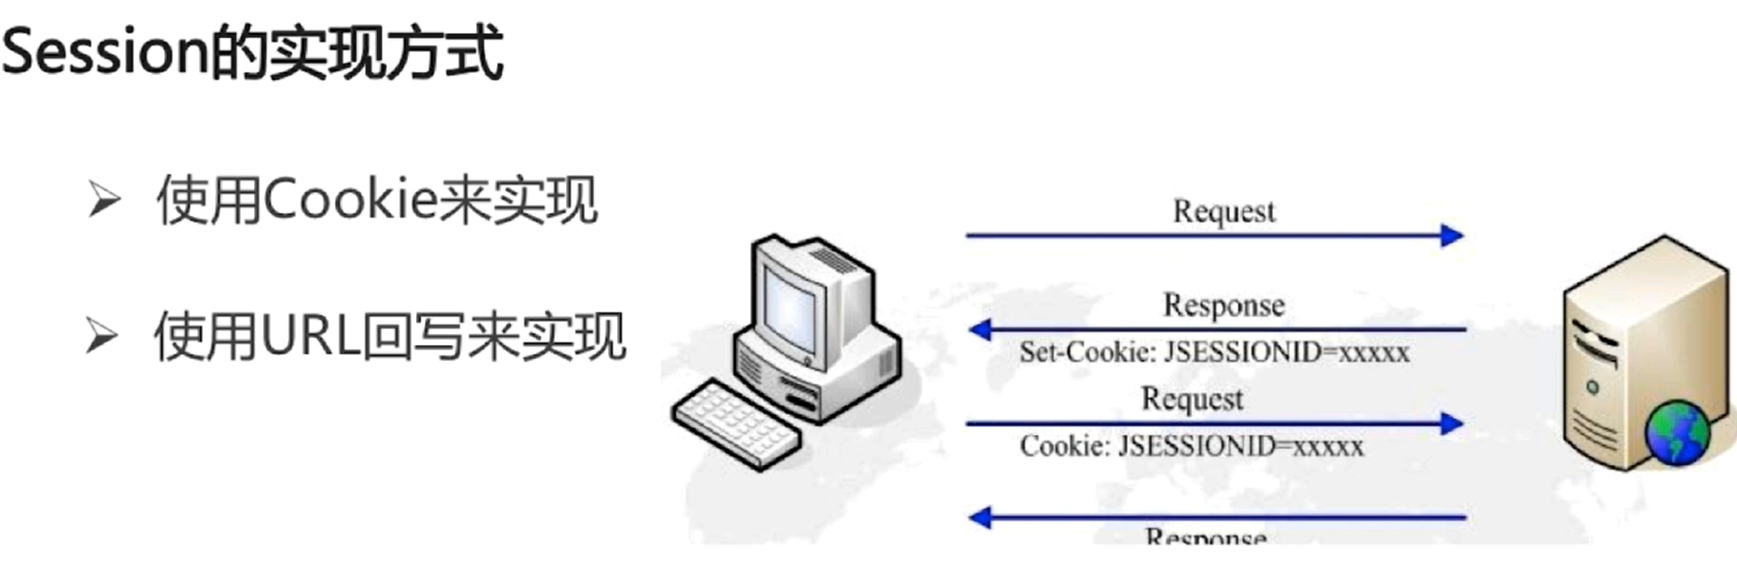 Session的实现方式
使用Cookie来实现
使用URL回写来实现
Request
Response
Set-Cookie: JSESSIONID=xxxxx
Request
Cookie: JSESSIONID=xxxxx
Response